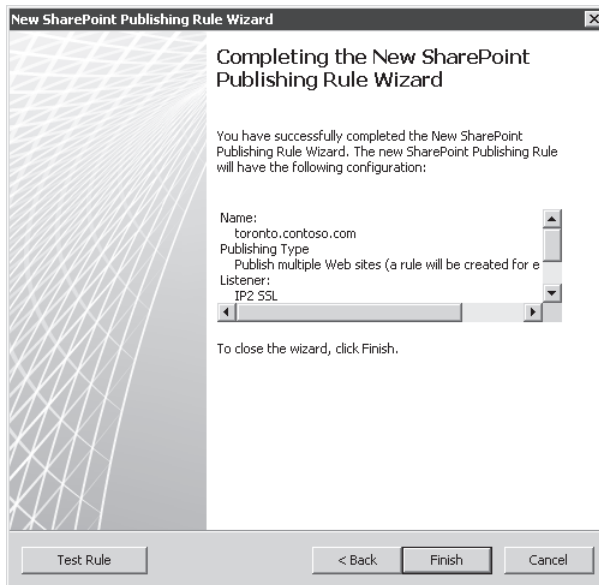 New SharePoint Publishing Rule Wizard
Completing the New SharePoint
Publishing Rule Wizard
You have successfully completed the New SharePoint
Publishing Rule Wizard. The new SharePoint Publishing Rule
will have the following configuration:
Name:
toronto.contoso.com
Publishing Type
Publish multiple Web sites (a rule will be created for e
Listener:
IP2 SSL
To close the wizard, click Finish.
Test Rule
< Back
Finish
Cancel